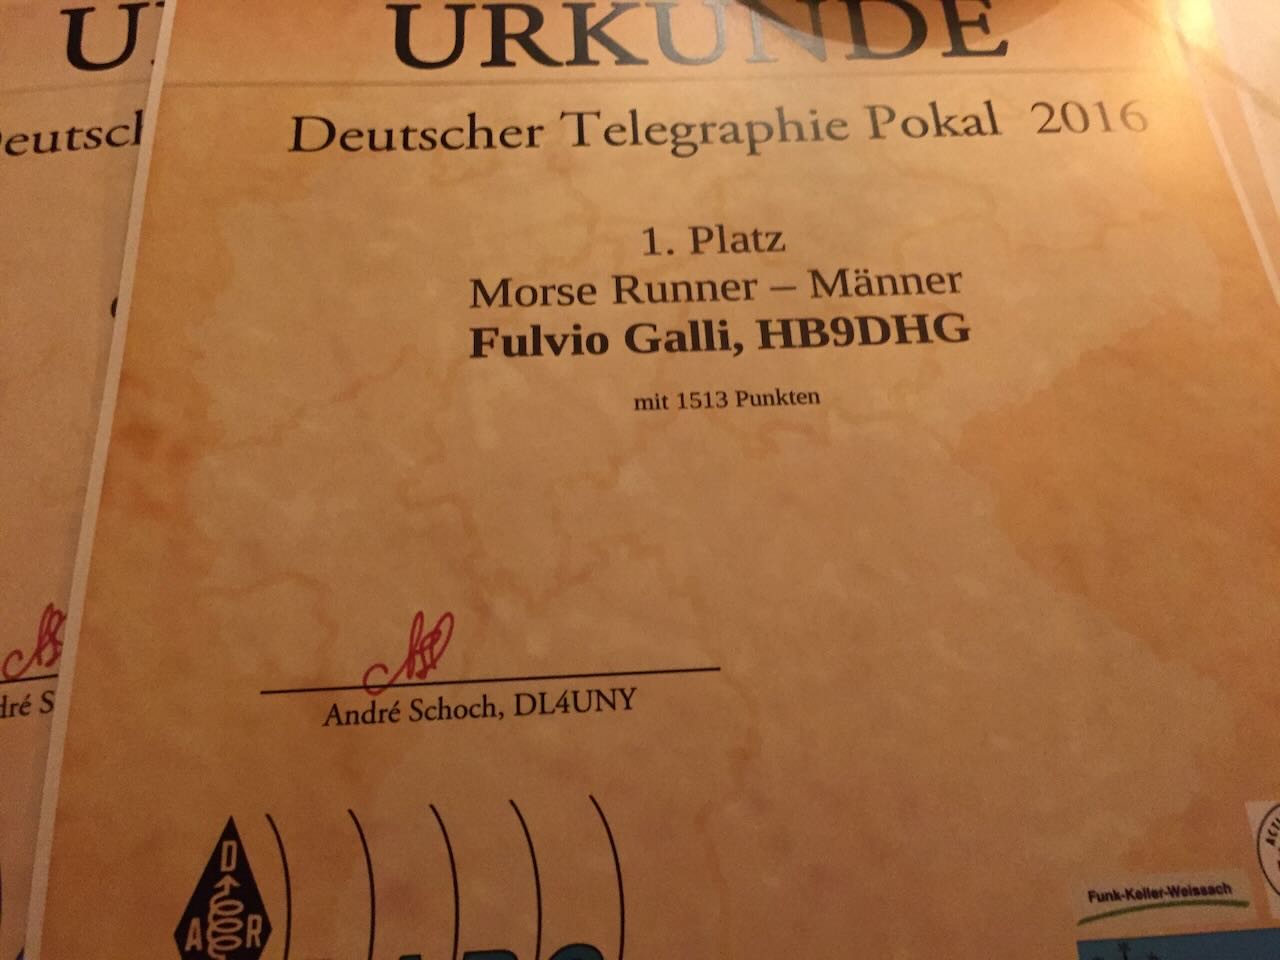 URKUNDE
Deutscher Telegraphie Pokal 2016
1. Platz
Morse Runner – Männer
Fulvio Galli, HB9DHG
mit 1513 Punkten
André Schoch, DL4UNY
D
A R
Funk-Keller-Weissach